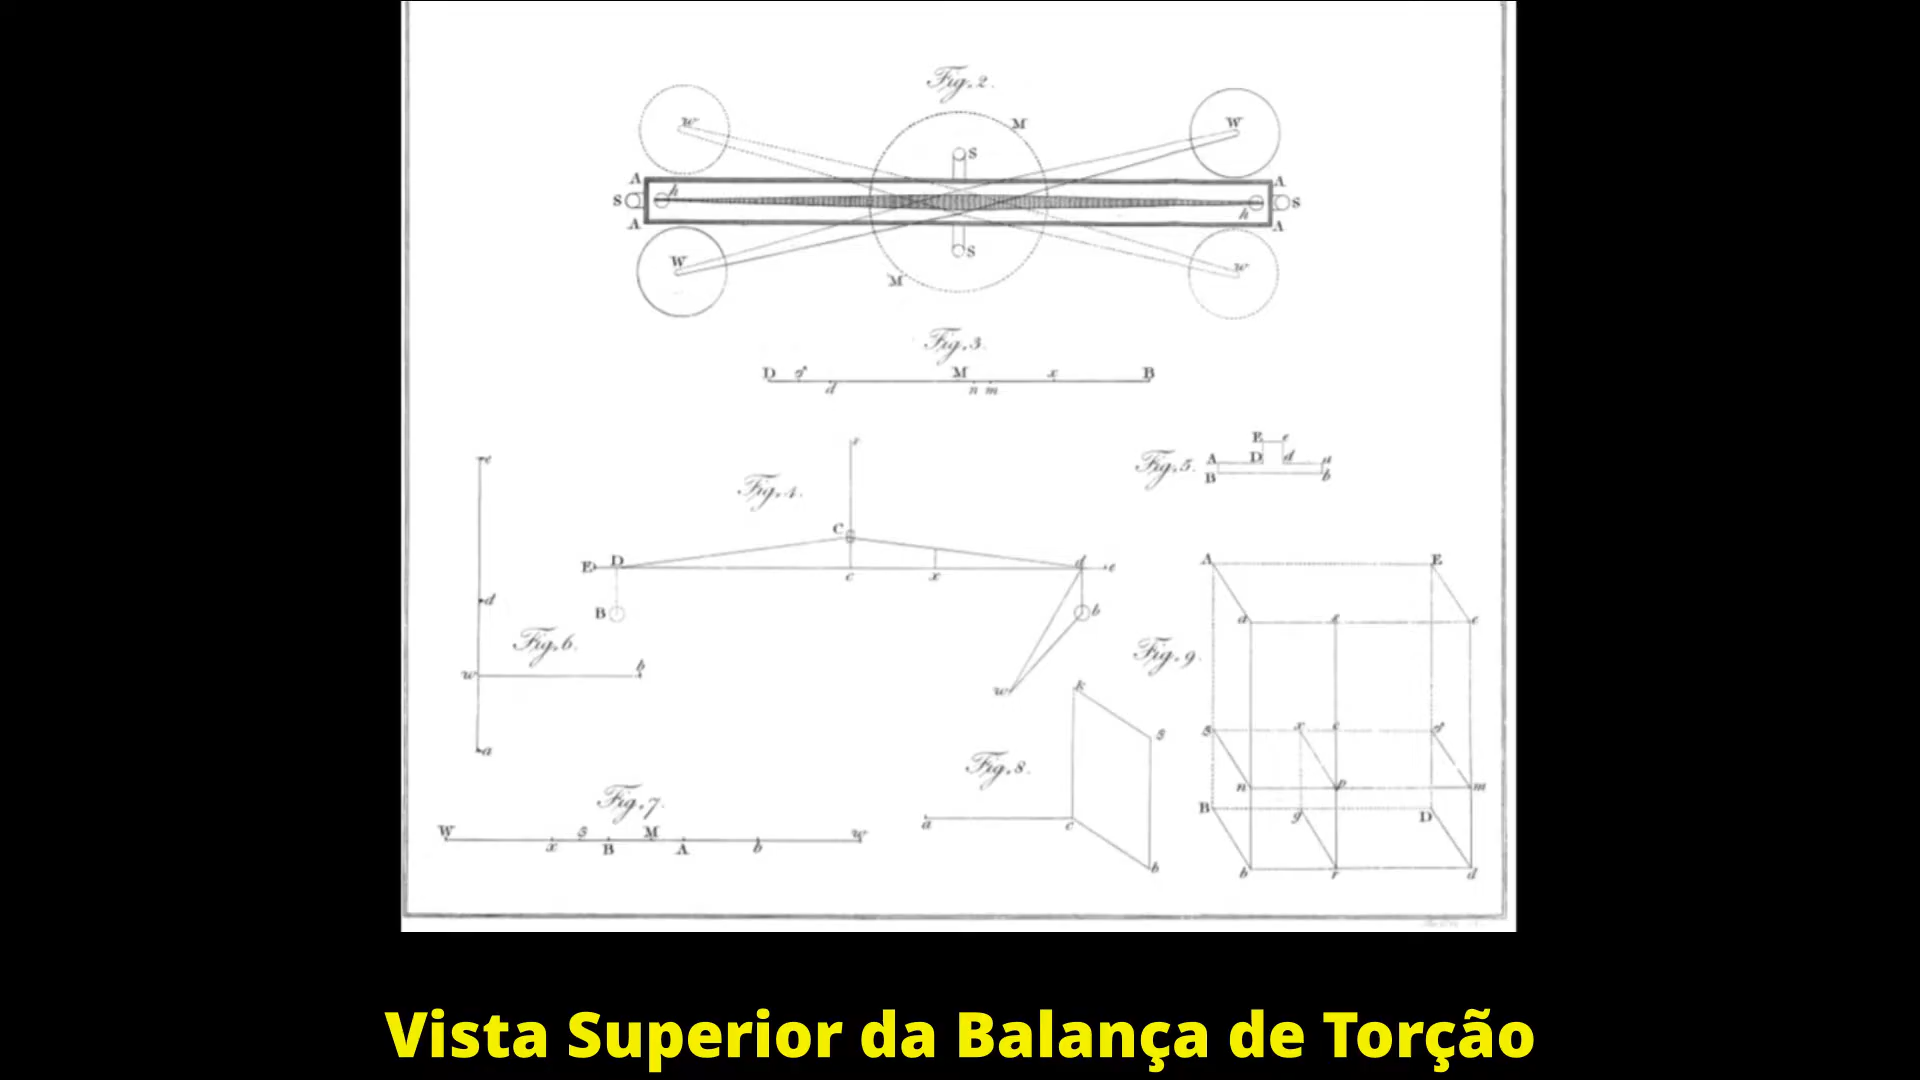 Fig. 2.
w M W
S
A h A
S S
A h A
W S w
M
Fig. 3.
D M x B
d n m
E e
Fig. 5. A D d a
B b
e r
Fig. 4.
C
E D d e
c x
B b
d
Fig. 6.
w b
a
w
k
s
Fig. 8.
a c
b
Fig. 7.
W s M w
x B A b
A E
a e e
Fig. 9.
s x c
n p m
B g D
b r d
Vista Superior da Balança de Torção